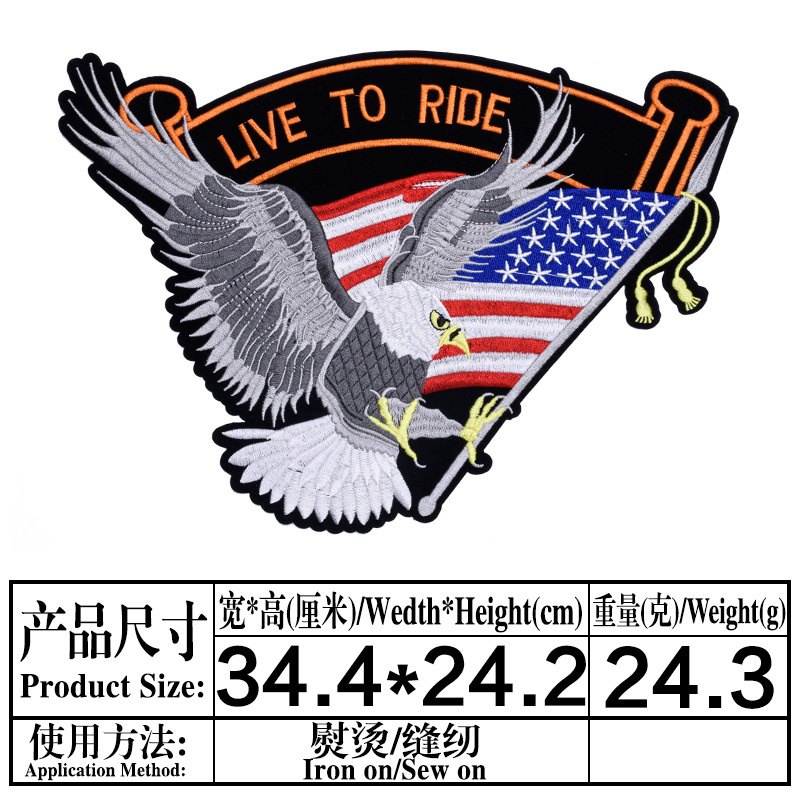 LIVE TO RIDE
产品尺寸
Product Size:
宽*高(厘米)/Wedth*Height(cm)
重量(克)/Weight(g)
34.4*24.2
24.3
使用方法:
Application Method:
熨烫/缝纫
Iron on/Sew on